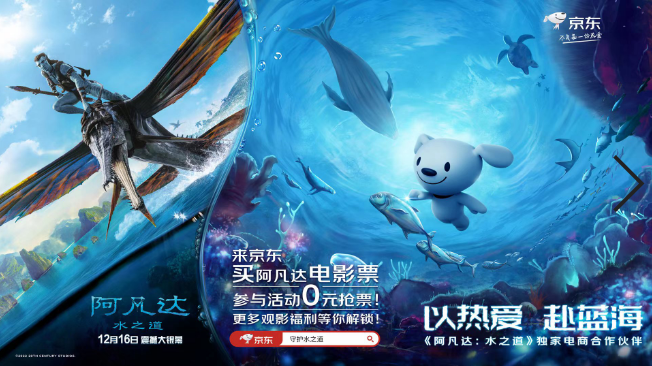 京东
不负每一份热爱
阿凡达
水之道
12月16日 震撼大银幕
©2022 20TH CENTURY STUDIOS
来京东
买阿凡达电影票
参与活动0元抢票!
更多观影福利等你解锁!
京东 守护水之道
以热爱 赴蓝海
《阿凡达:水之道》独家电商合作伙伴